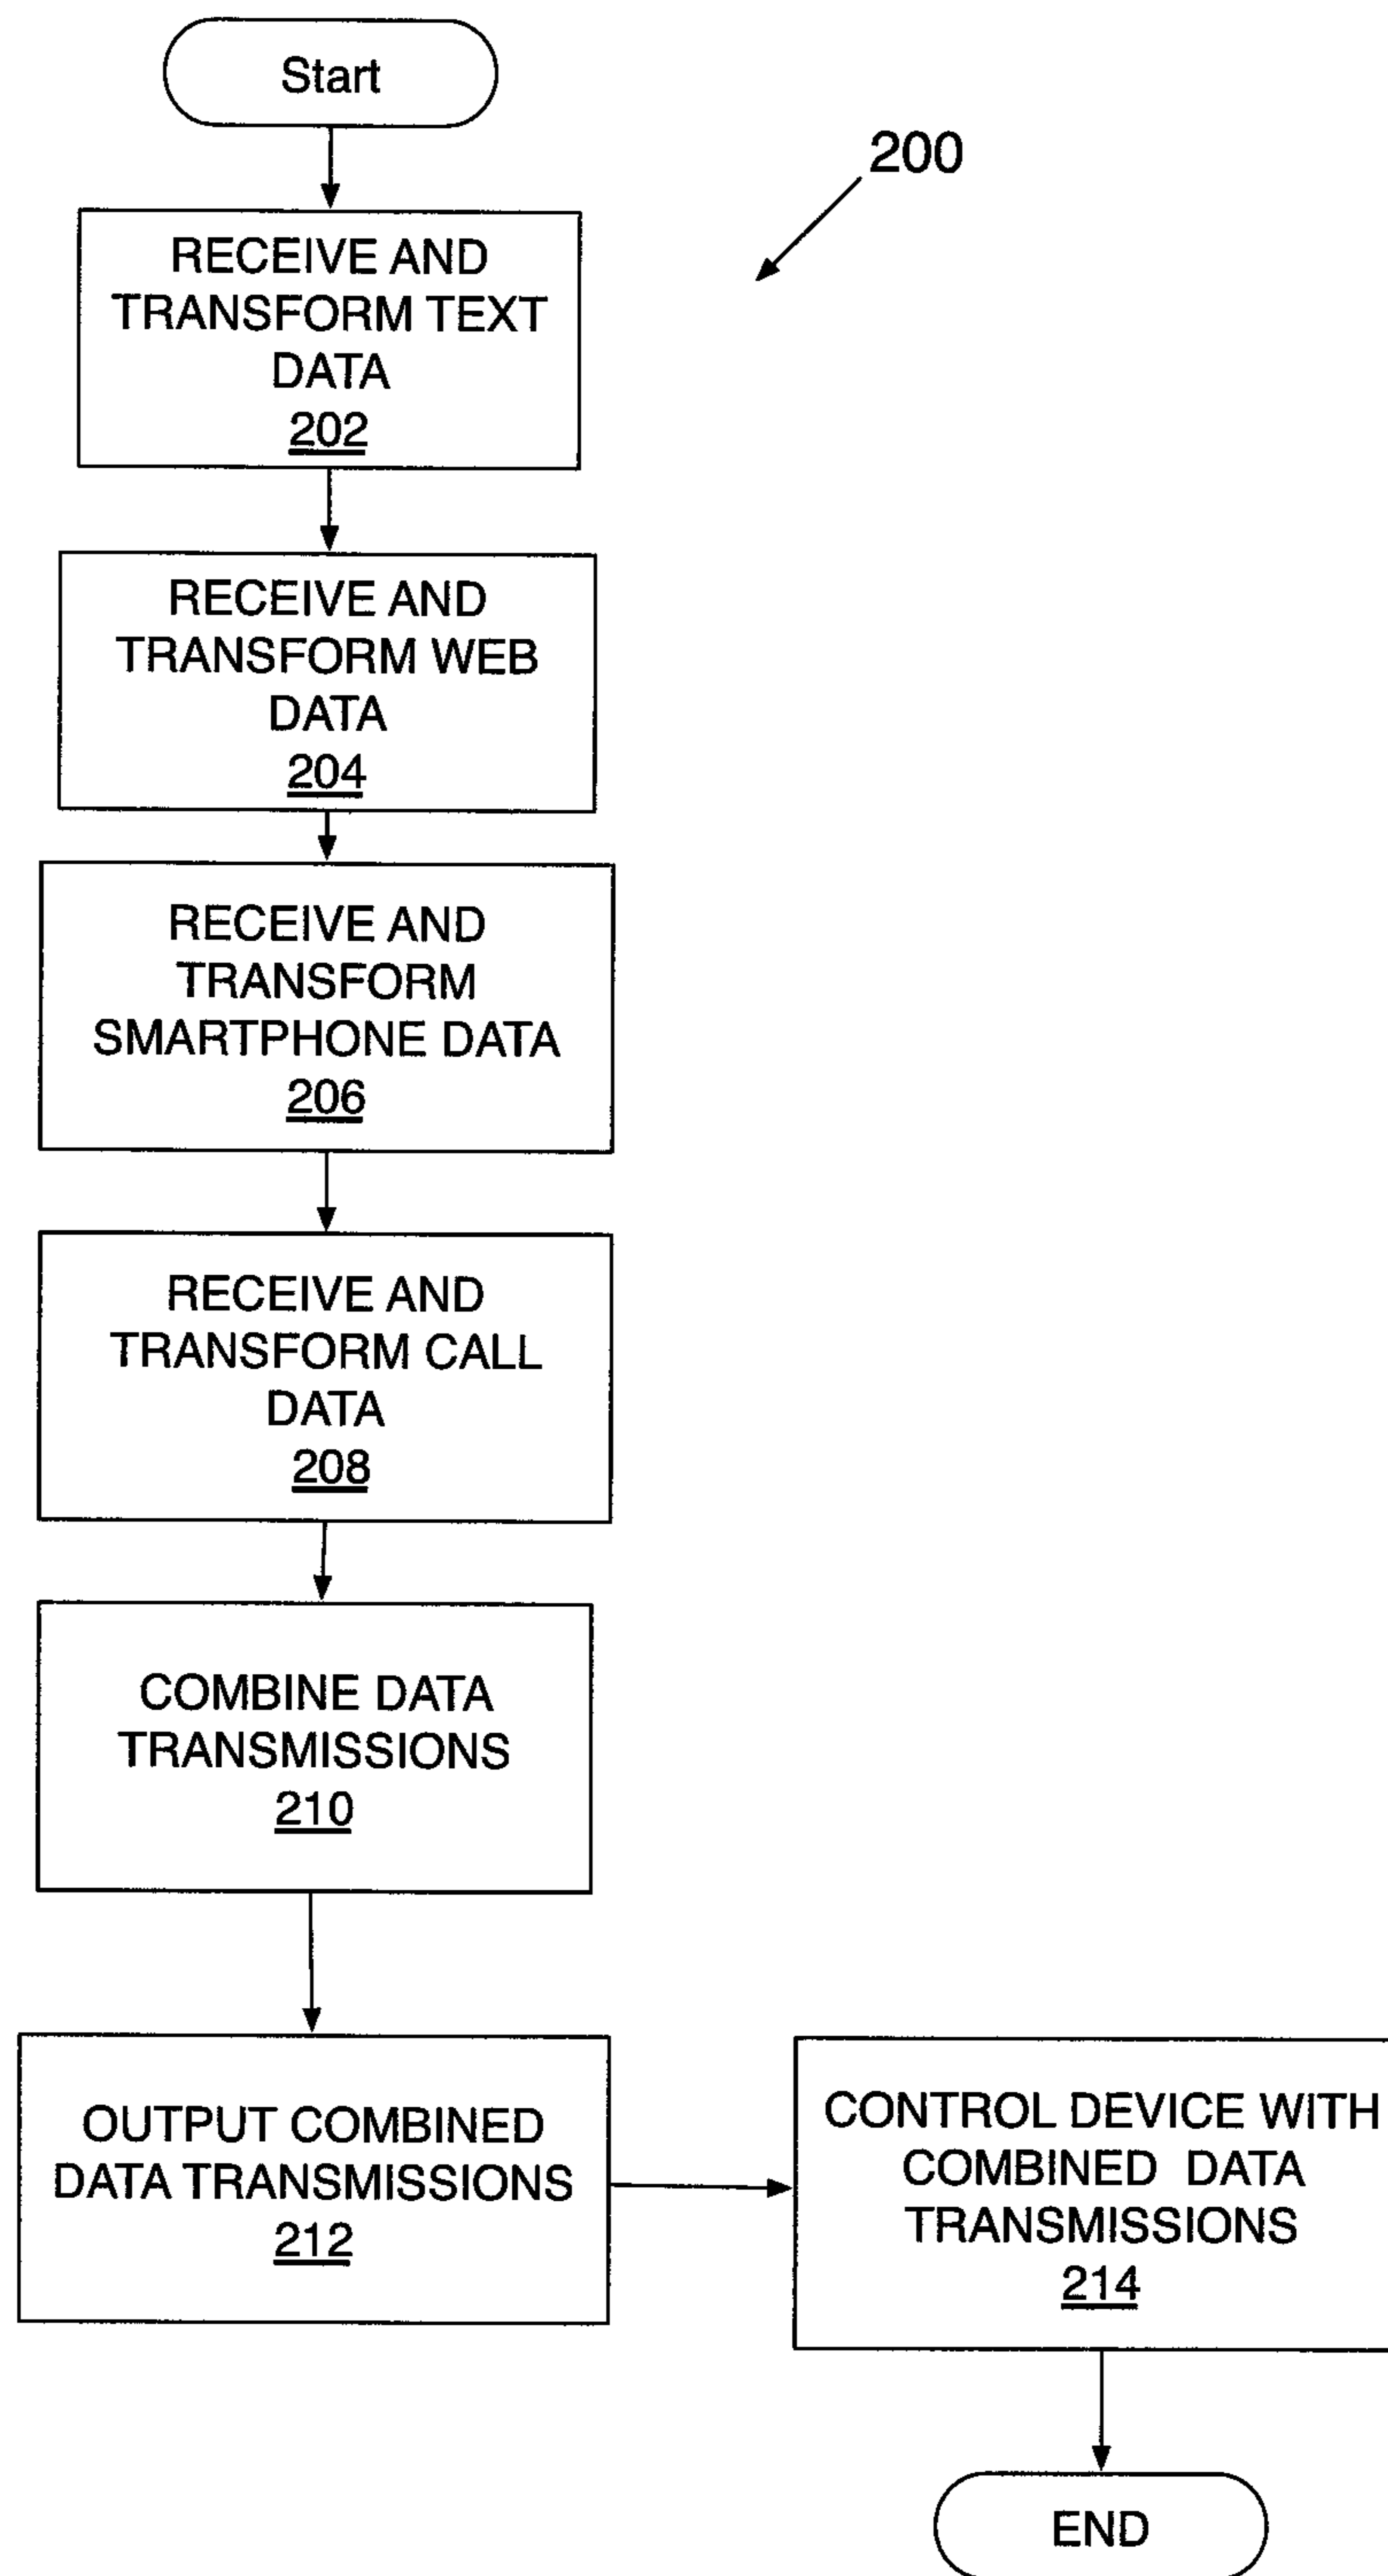 Start
200
RECEIVE AND
TRANSFORM TEXT
DATA
202
RECEIVE AND
TRANSFORM WEB
DATA
204
RECEIVE AND
TRANSFORM
SMARTPHONE DATA
206
RECEIVE AND
TRANSFORM CALL
DATA
208
COMBINE DATA
TRANSMISSIONS
210
OUTPUT COMBINED
DATA TRANSMISSIONS
212
CONTROL DEVICE WITH
COMBINED DATA
TRANSMISSIONS
214
END